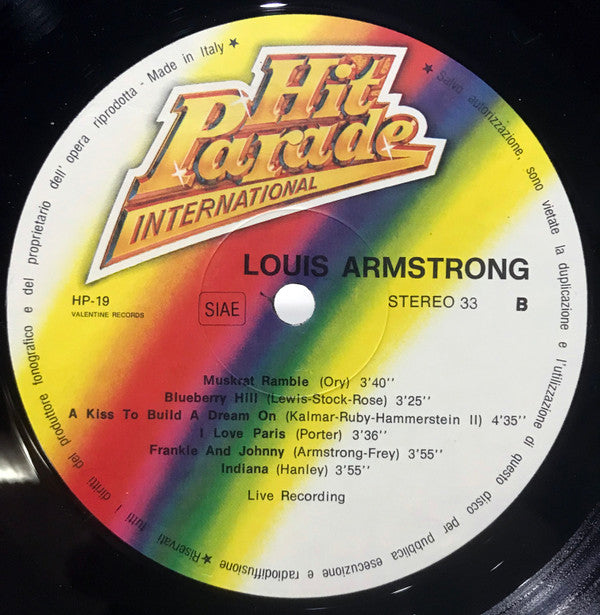 Hit
Parade
INTERNATIONAL
LOUIS ARMSTRONG
HP-19
VALENTINE RECORDS
SIAE
STEREO 33
B
Muskrat Ramble (Ory) 3'40''
Blueberry Hill (Lewis-Stock-Rose) 3'25''
A Kiss To Build A Dream On (Kalmar-Ruby-Hammerstein II) 4'35''
I Love Paris (Porter) 3'36''
Frankie And Johnny (Armstrong-Frey) 3'55''
Indiana (Hanley) 3'55''
Live Recording
★ Riservati tutti i diritti del produttore fonografico e del proprietario dell'opera riprodotta - Made in Italy ★
★ Salvo autorizzazione, sono vietate la duplicazione e l'utilizzazione di questo disco per pubblica esecuzione e radiodiffusione